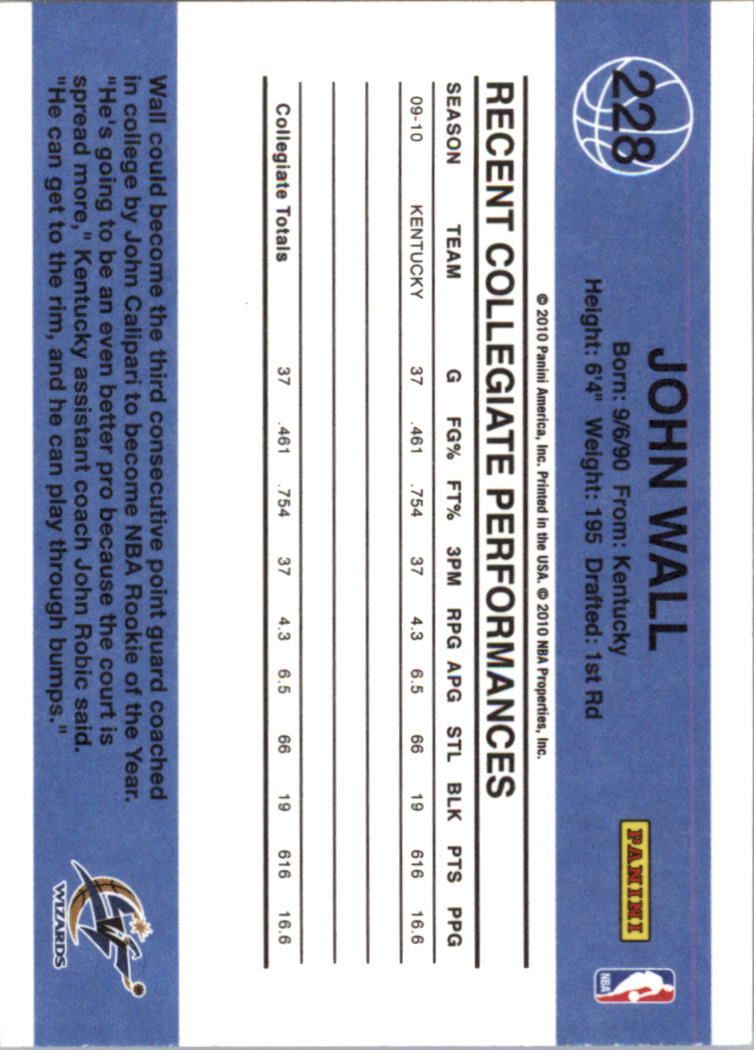 228
JOHN WALL
Born: 9/6/90 From: Kentucky
Height: 6'4" Weight: 195 Drafted: 1st Rd
PANINI
NBA
© 2010 Panini America, Inc. Printed in the USA. © 2010 NBA Properties, Inc.
RECENT COLLEGIATE PERFORMANCES
SEASON TEAM G FG% FT% 3PM RPG APG STL BLK PTS PPG
09-10 KENTUCKY 37 .461 .754 37 4.3 6.5 66 19 616 16.6
Collegiate Totals 37 .461 .754 37 4.3 6.5 66 19 616 16.6
Wall could become the third consecutive point guard coached
in college by John Calipari to become NBA Rookie of the Year.
"He's going to be an even better pro because the court is
spread more," Kentucky assistant coach John Robic said.
"He can get to the rim, and he can play through bumps."
WIZARDS